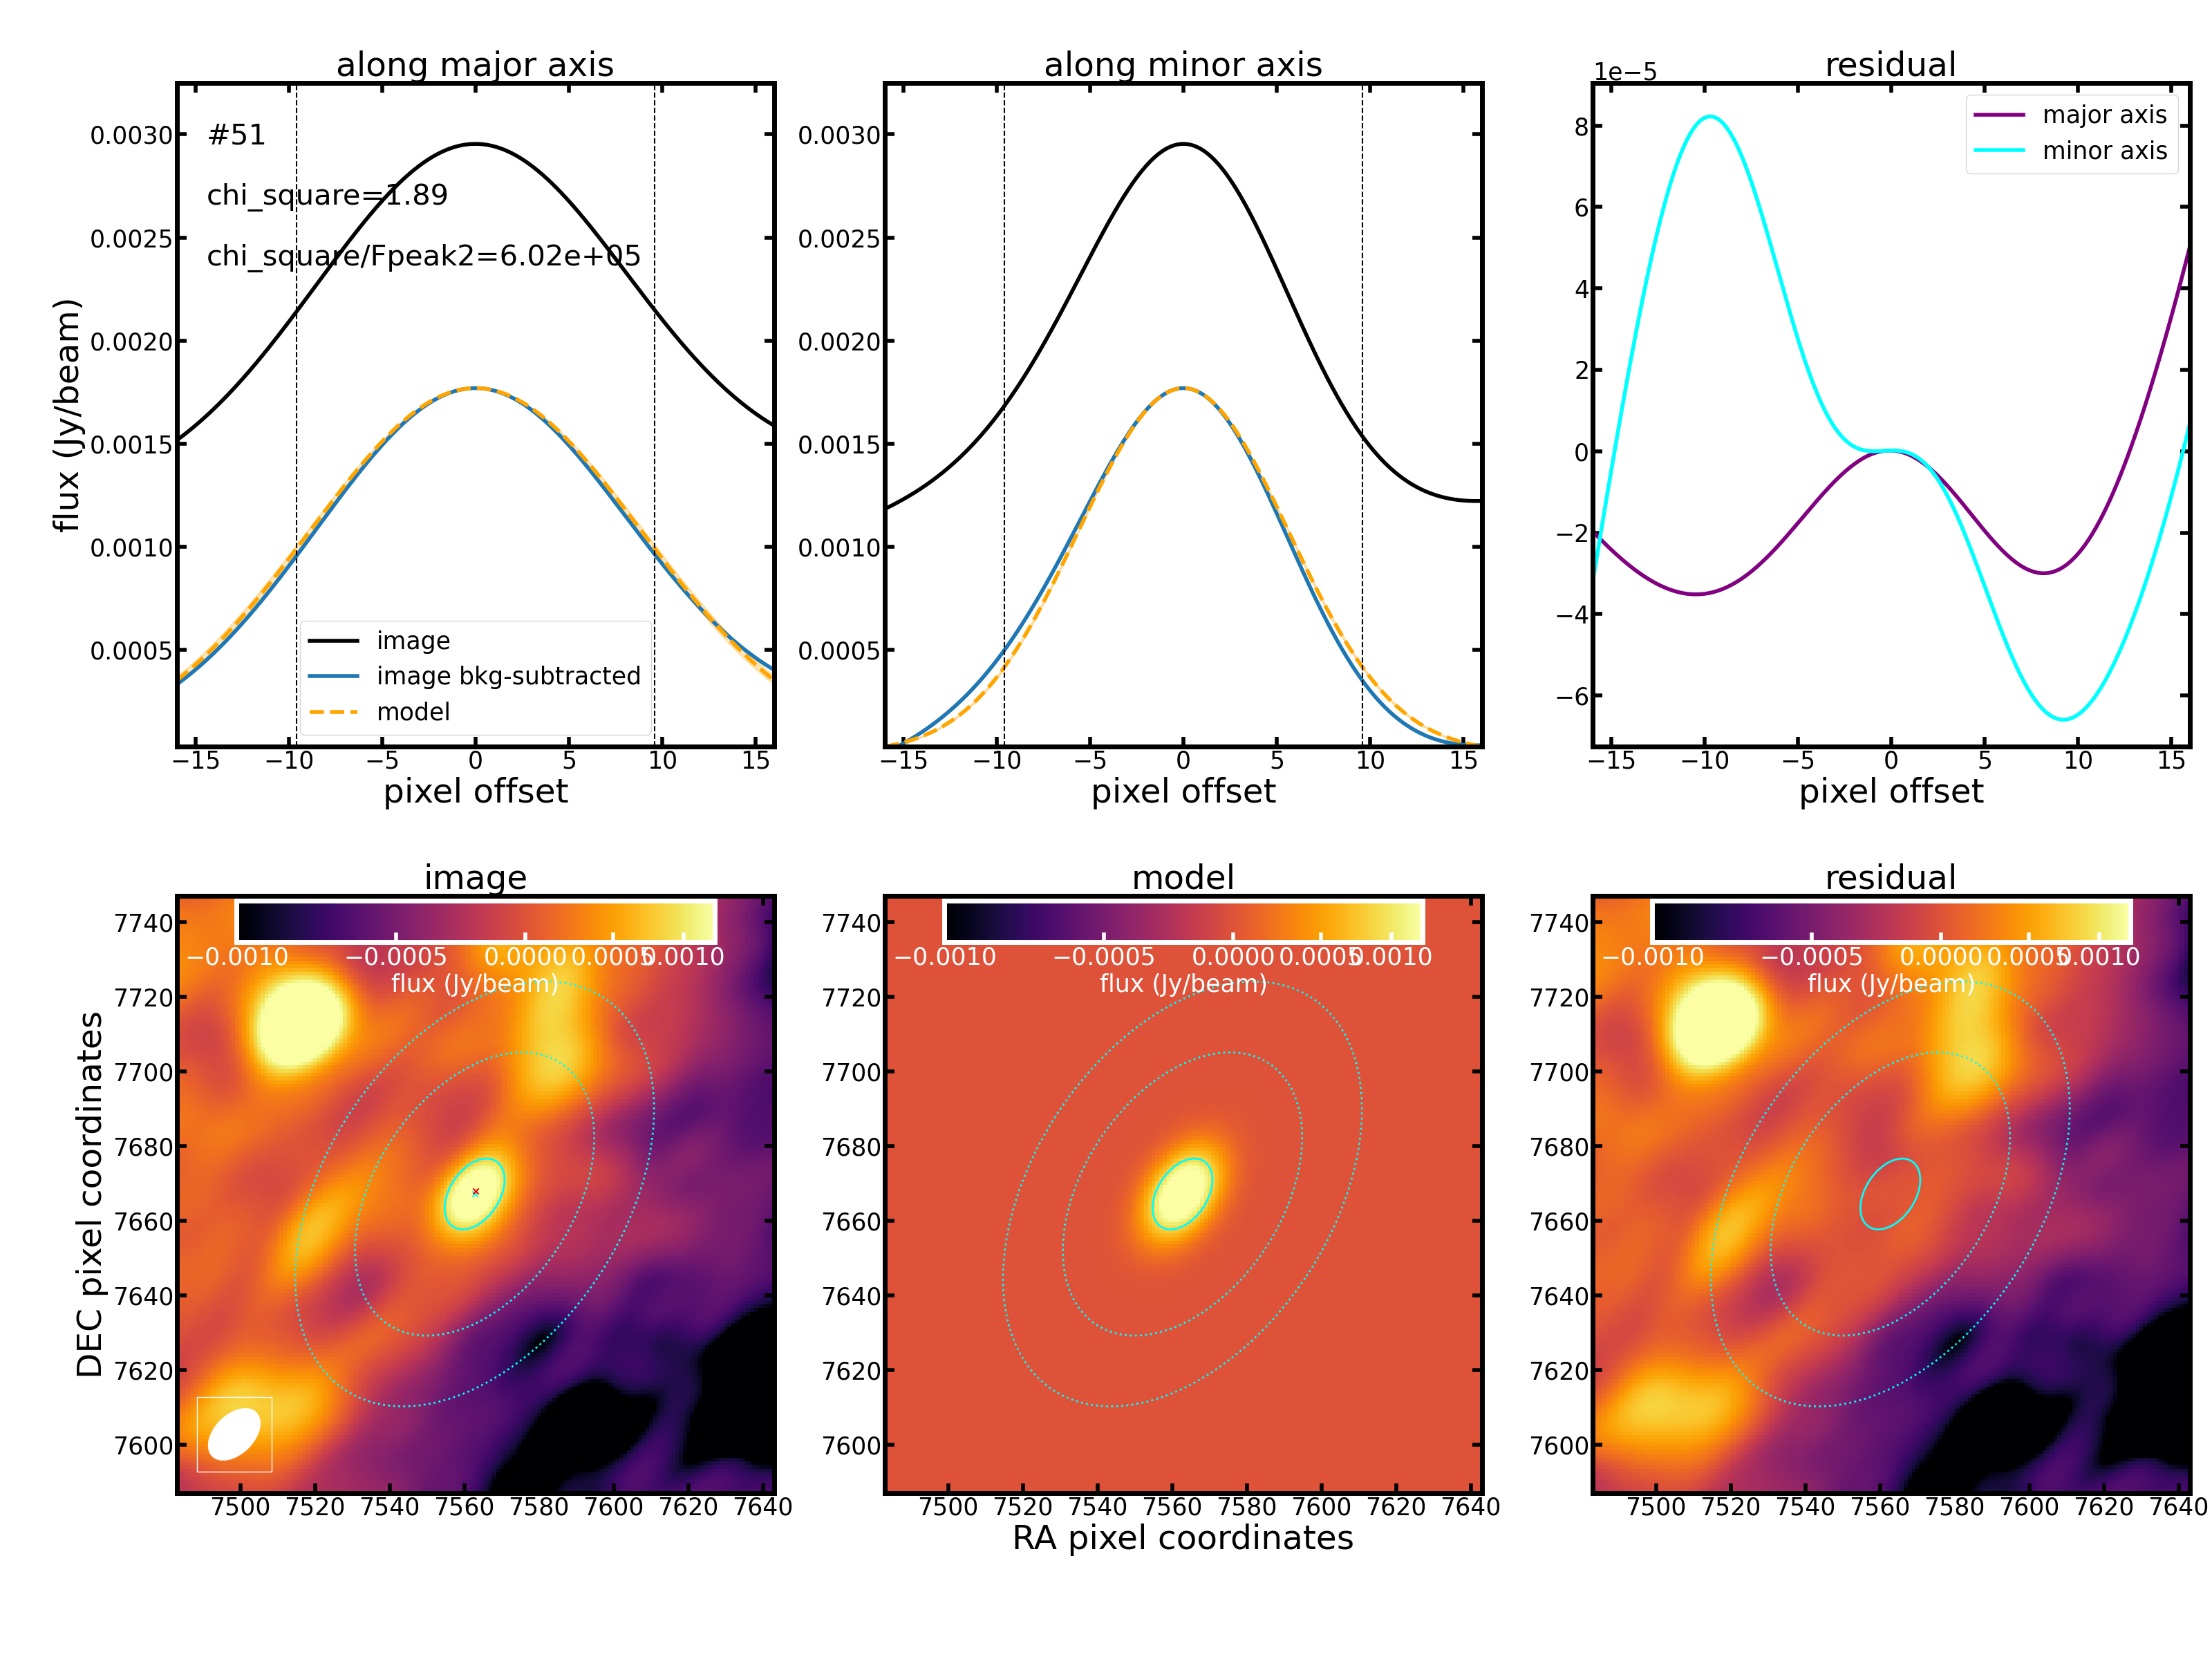 along major axis
along minor axis
residual
1e−5
#51
chi_square=1.89
chi_square/Fpeak2=6.02e+05
image
image bkg-subtracted
model
major axis
minor axis
flux (Jy/beam)
0.0030
0.0025
0.0020
0.0015
0.0010
0.0005
0.0030
0.0025
0.0020
0.0015
0.0010
0.0005
8
6
4
2
0
−2
−4
−6
−15 −10 −5 0 5 10 15
−15 −10 −5 0 5 10 15
−15 −10 −5 0 5 10 15
pixel offset
pixel offset
pixel offset
image
model
residual
−0.0010 −0.0005 0.0000 0.0005 0.0010
flux (Jy/beam)
−0.0010 −0.0005 0.0000 0.0005 0.0010
flux (Jy/beam)
−0.0010 −0.0005 0.0000 0.0005 0.0010
flux (Jy/beam)
DEC pixel coordinates
7740
7720
7700
7680
7660
7640
7620
7600
7740
7720
7700
7680
7660
7640
7620
7600
7740
7720
7700
7680
7660
7640
7620
7600
7500 7520 7540 7560 7580 7600 7620 7640
7500 7520 7540 7560 7580 7600 7620 7640
7500 7520 7540 7560 7580 7600 7620 7640
RA pixel coordinates